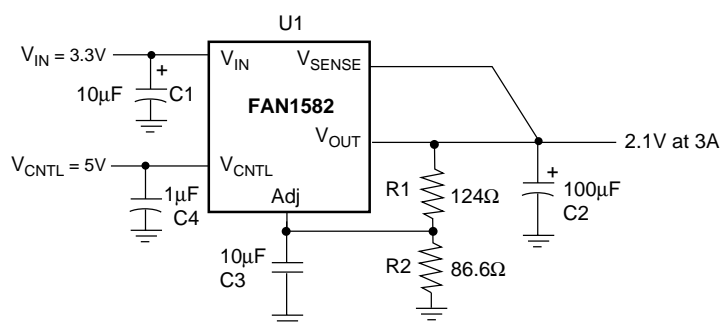 U1
V_IN = 3.3V
V_IN
V_SENSE
+
10μF
C1
FAN1582
V_OUT
2.1V at 3A
V_CNTL = 5V
V_CNTL
R1
124Ω
+
100μF
C2
1μF
C4
Adj
10μF
C3
R2
86.6Ω